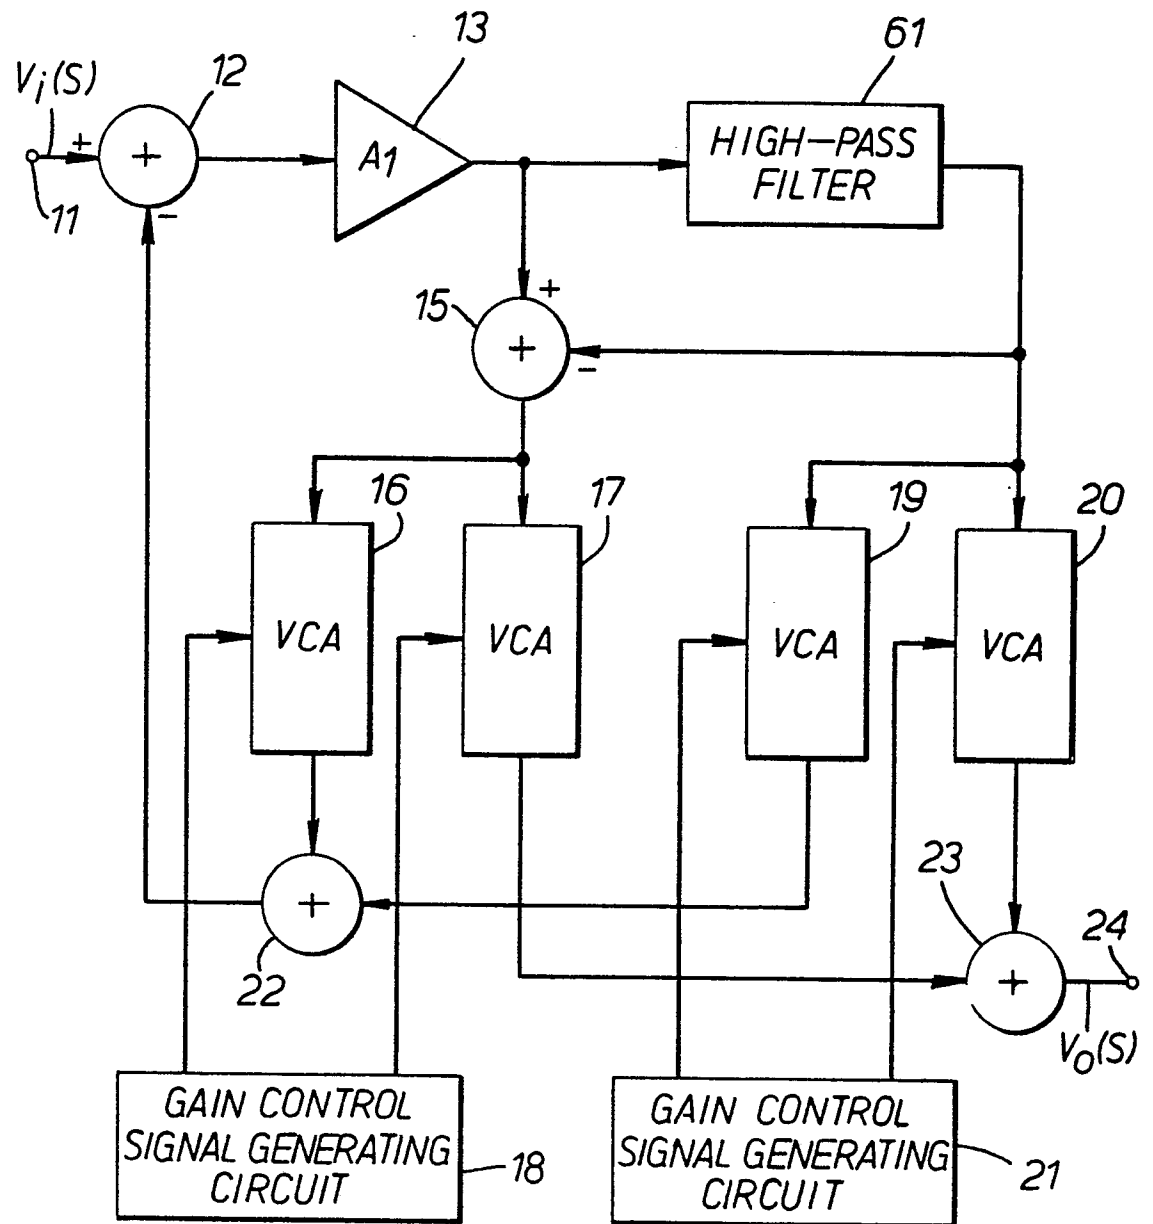 13
61
Vi(S)
12
+
+
A1
HIGH-PASS
FILTER
11
−
15
+
+
−
16
17
19
20
VCA
VCA
VCA
VCA
23
24
+
22
+
Vo(S)
GAIN CONTROL
SIGNAL GENERATING
CIRCUIT
18
GAIN CONTROL
SIGNAL GENERATING
CIRCUIT
21